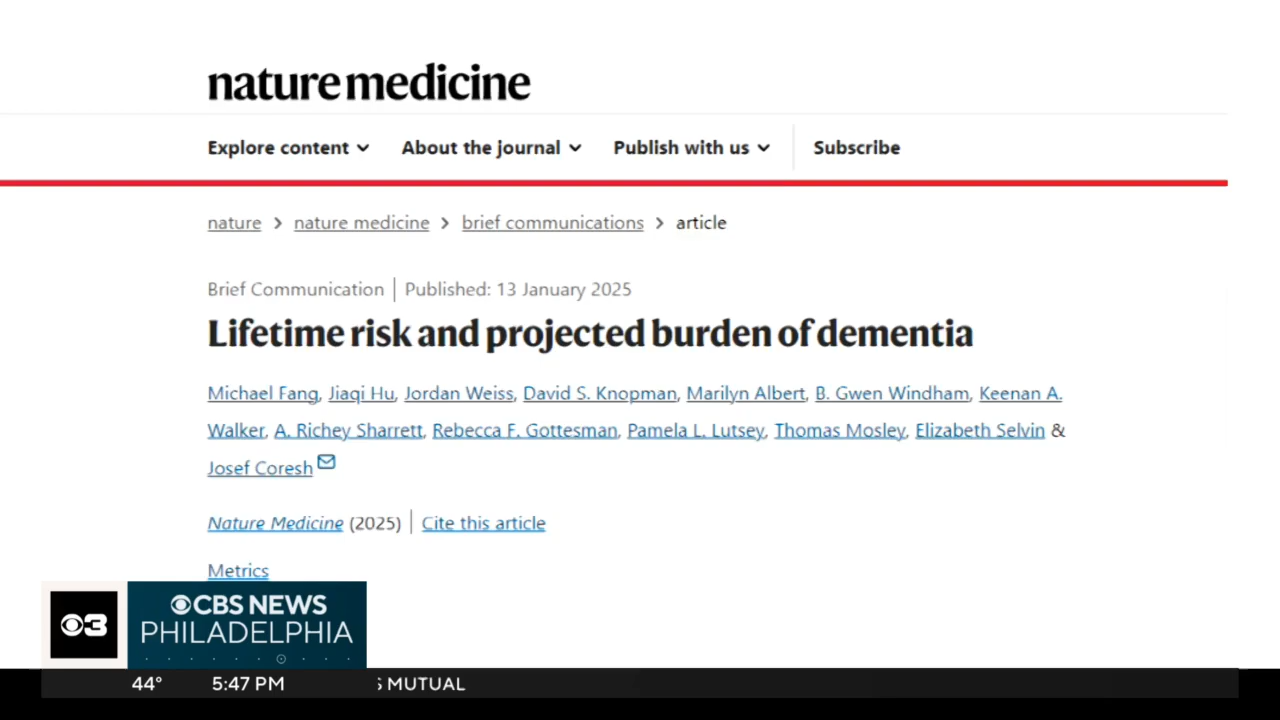 nature medicine
Explore content About the journal Publish with us Subscribe
nature > nature medicine > brief communications > article
Brief Communication | Published: 13 January 2025
Lifetime risk and projected burden of dementia
Michael Fang, Jiaqi Hu, Jordan Weiss, David S. Knopman, Marilyn Albert, B. Gwen Windham, Keenan A.
Walker, A. Richey Sharrett, Rebecca F. Gottesman, Pamela L. Lutsey, Thomas Mosley, Elizabeth Selvin &
Josef Coresh
Nature Medicine (2025) | Cite this article
Metrics
3
CBS NEWS
PHILADELPHIA
44° 5:47 PM S MUTUAL